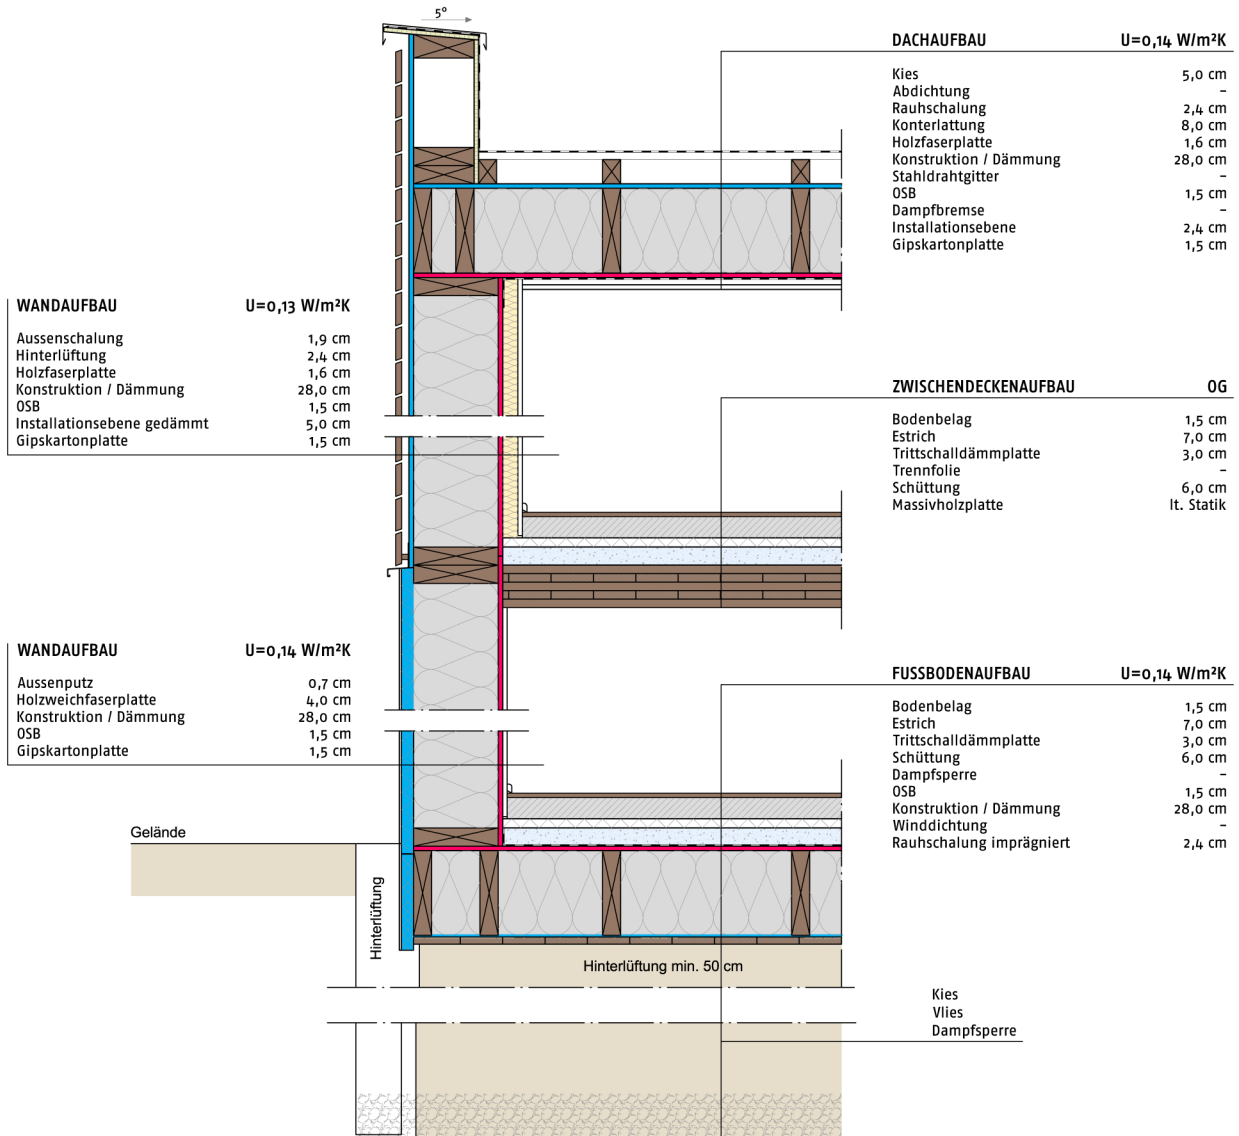 5°
DACHAUFBAU U=0,14 W/m²K
Kies 5,0 cm
Abdichtung –
Rauhschalung 2,4 cm
Konterlattung 8,0 cm
Holzfaserplatte 1,6 cm
Konstruktion / Dämmung 28,0 cm
Stahldrahtgitter –
OSB 1,5 cm
Dampfbremse –
Installationsebene 2,4 cm
Gipskartonplatte 1,5 cm
WANDAUFBAU U=0,13 W/m²K
Aussenschalung 1,9 cm
Hinterlüftung 2,4 cm
Holzfaserplatte 1,6 cm
Konstruktion / Dämmung 28,0 cm
OSB 1,5 cm
Installationsebene gedämmt 5,0 cm
Gipskartonplatte 1,5 cm
ZWISCHENDECKENAUFBAU OG
Bodenbelag 1,5 cm
Estrich 7,0 cm
Trittschalldämmplatte 3,0 cm
Trennfolie –
Schüttung 6,0 cm
Massivholzplatte lt. Statik
WANDAUFBAU U=0,14 W/m²K
Aussenputz 0,7 cm
Holzweichfaserplatte 4,0 cm
Konstruktion / Dämmung 28,0 cm
OSB 1,5 cm
Gipskartonplatte 1,5 cm
FUSSBODENAUFBAU U=0,14 W/m²K
Bodenbelag 1,5 cm
Estrich 7,0 cm
Trittschalldämmplatte 3,0 cm
Schüttung 6,0 cm
Dampfsperre –
OSB 1,5 cm
Konstruktion / Dämmung 28,0 cm
Winddichtung –
Rauhschalung imprägniert 2,4 cm
Gelände
Hinterlüftung
Hinterlüftung min. 50 cm
Kies
Vlies
Dampfsperre